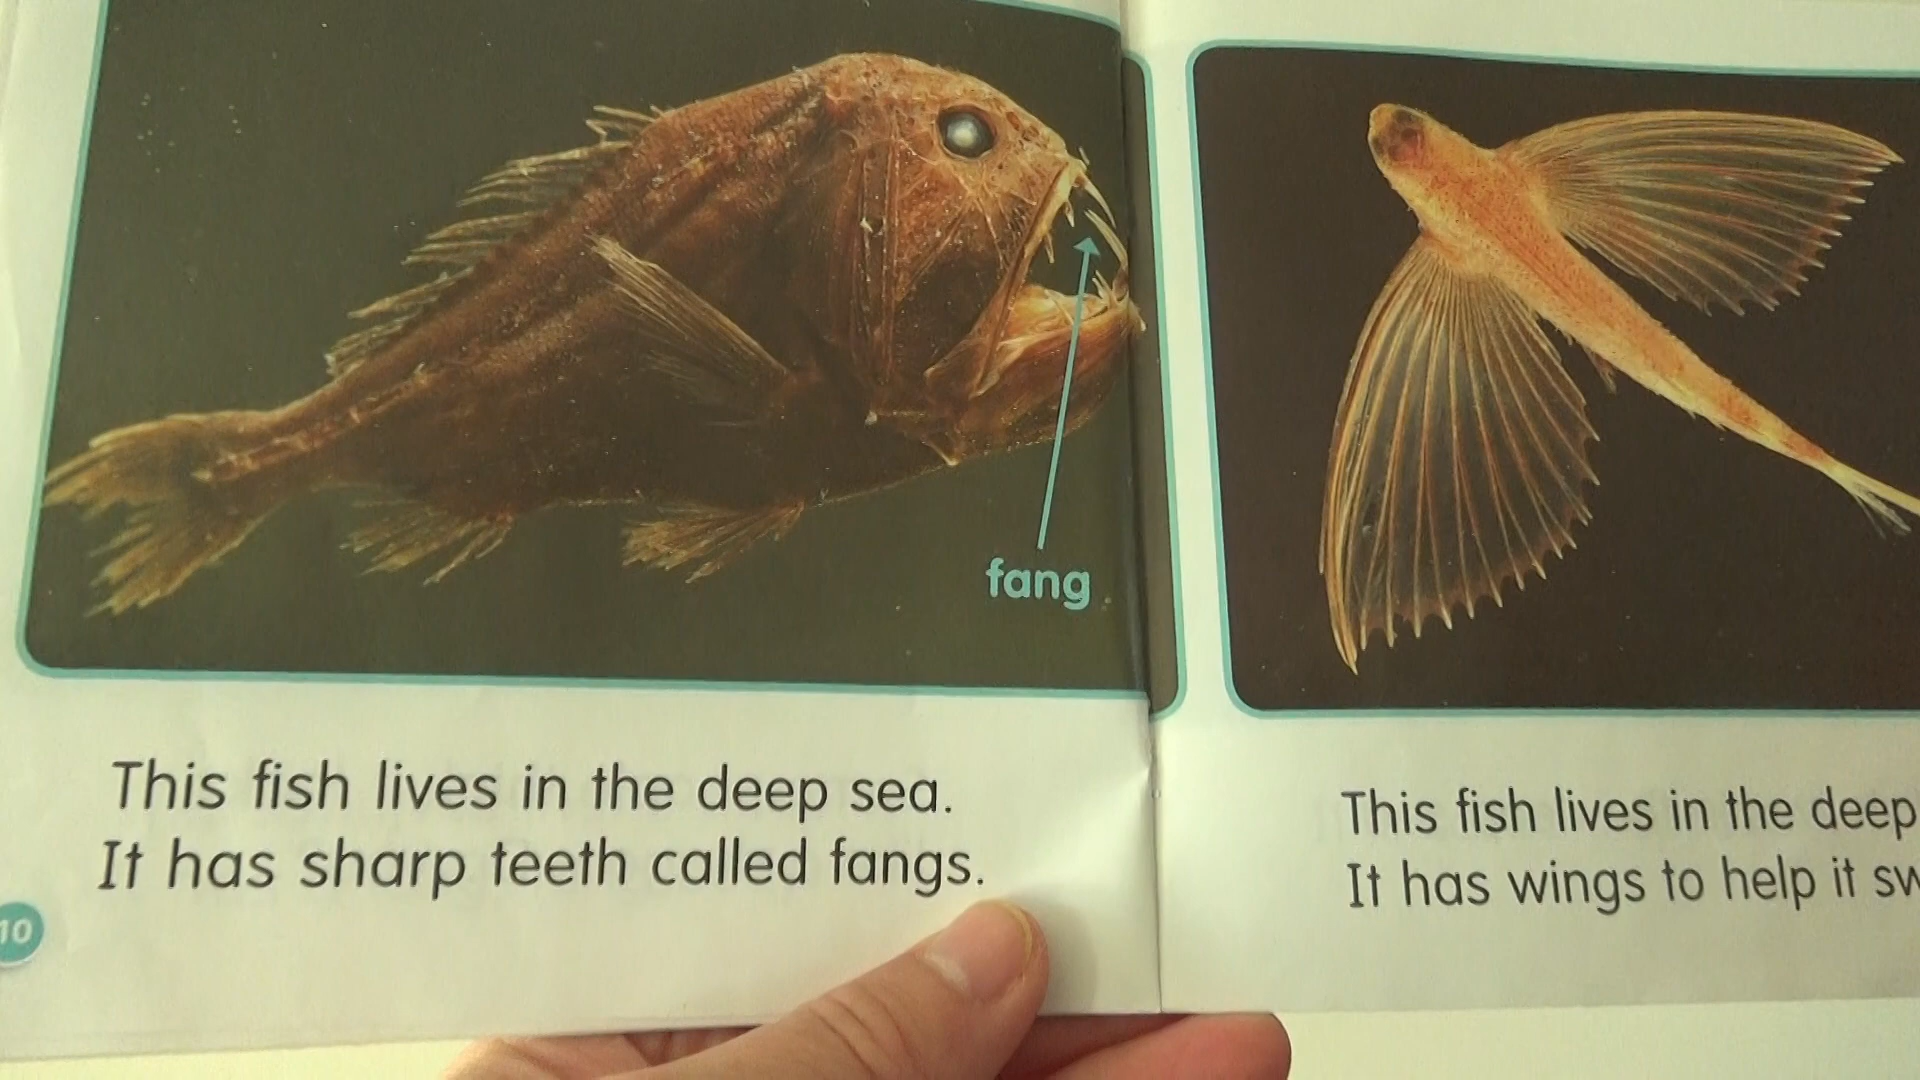 fang
This fish lives in the deep sea.
It has sharp teeth called fangs.
10
This fish lives in the deep
It has wings to help it